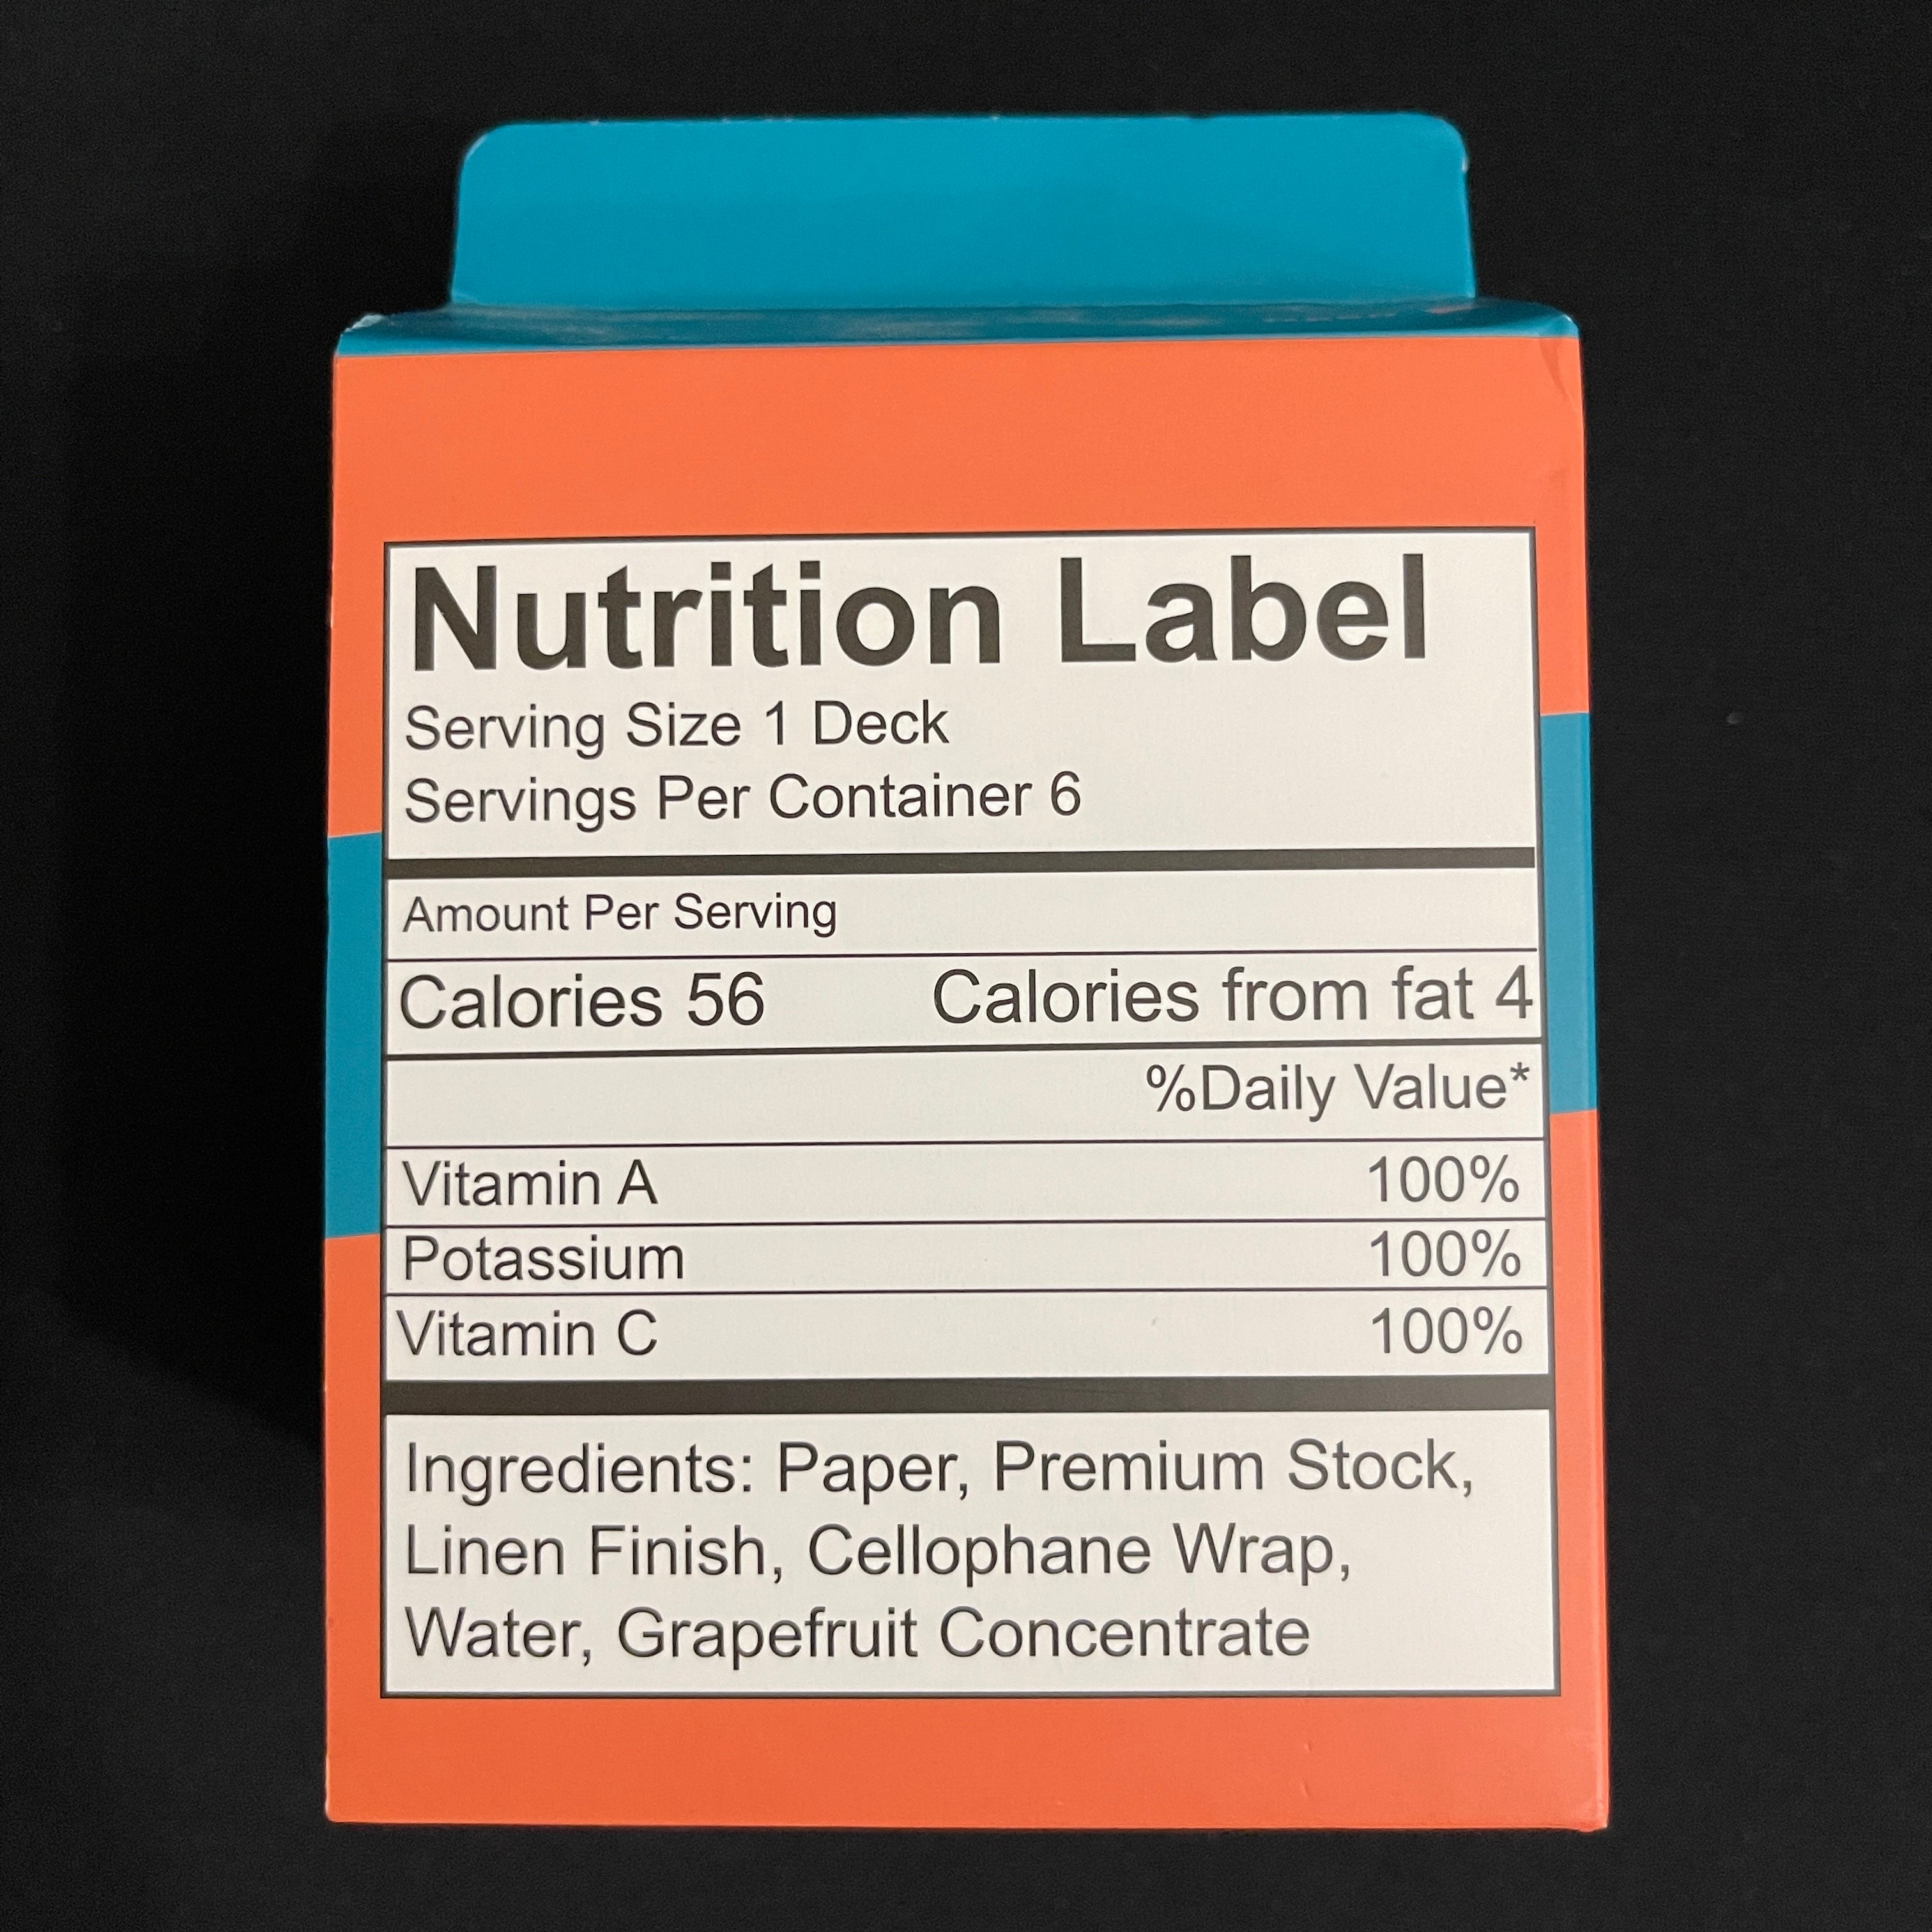 Nutrition Label
Serving Size 1 Deck
Servings Per Container 6
Amount Per Serving
Calories 56 Calories from fat 4
%Daily Value*
Vitamin A 100%
Potassium 100%
Vitamin C 100%
Ingredients: Paper, Premium Stock,
Linen Finish, Cellophane Wrap,
Water, Grapefruit Concentrate